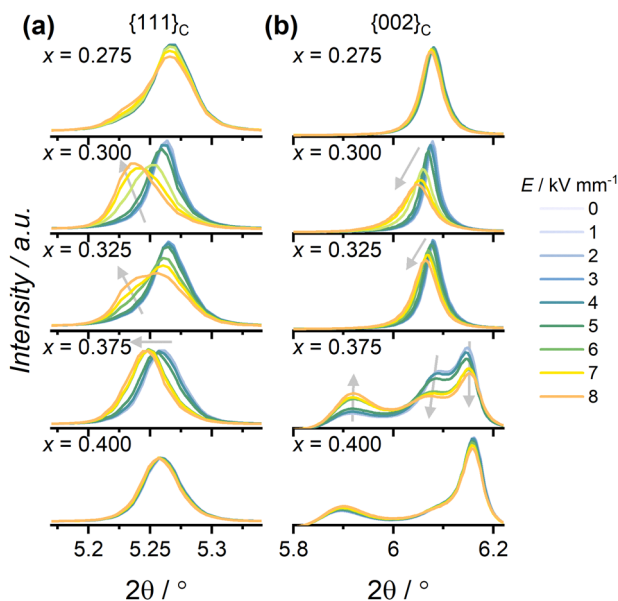 (a) {111}C (b) {002}C
x = 0.275 x = 0.275
x = 0.300 x = 0.300
x = 0.325 x = 0.325
x = 0.375 x = 0.375
x = 0.400 x = 0.400
Intensity / a.u.
E / kV mm⁻¹
0
1
2
3
4
5
6
7
8
5.2 5.25 5.3 5.8 6 6.2
2θ / ° 2θ / °